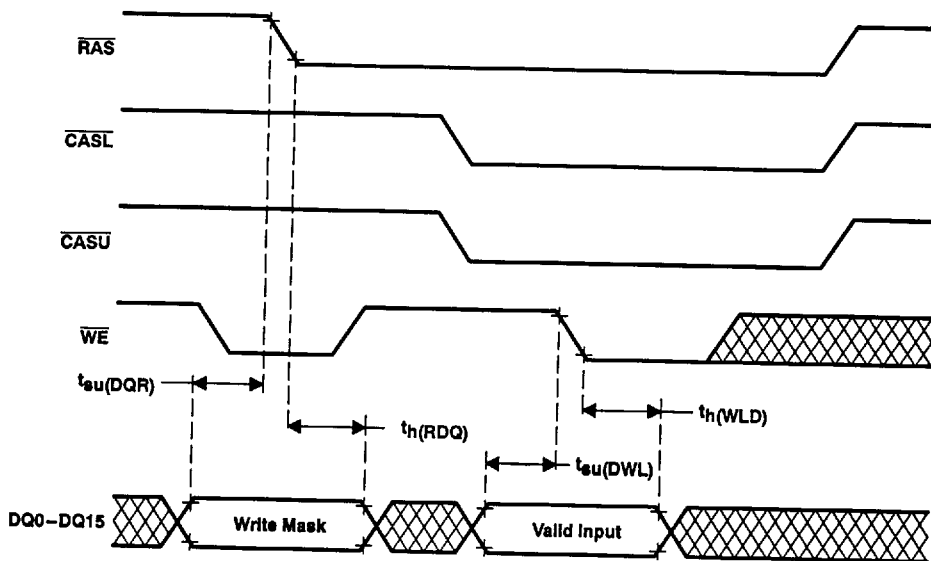 RAS
CASL
CASU
WE
tsu(DQR)
th(RDQ)
th(WLD)
tsu(DWL)
DQ0–DQ15
Write Mask
Valid Input